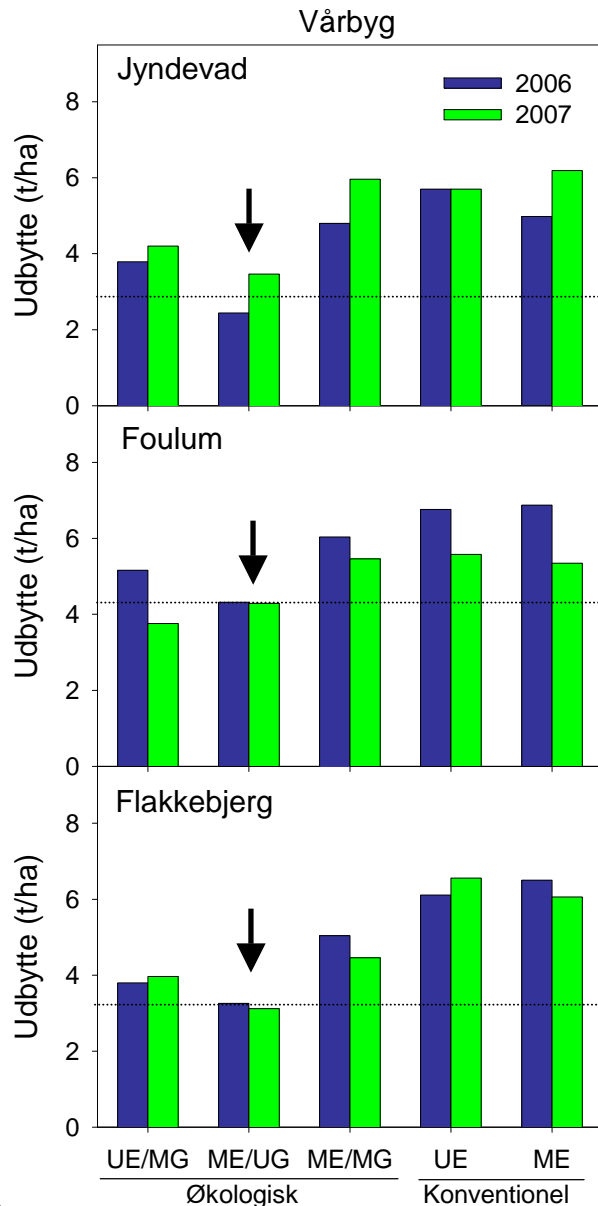 Vårbyg
Jyndevad
2006
2007
Udbytte (t/ha)
8
6
4
2
0
Foulum
Udbytte (t/ha)
8
6
4
2
0
Flakkebjerg
Udbytte (t/ha)
8
6
4
2
0
UE/MG ME/UG ME/MG UE ME
Økologisk Konventionel